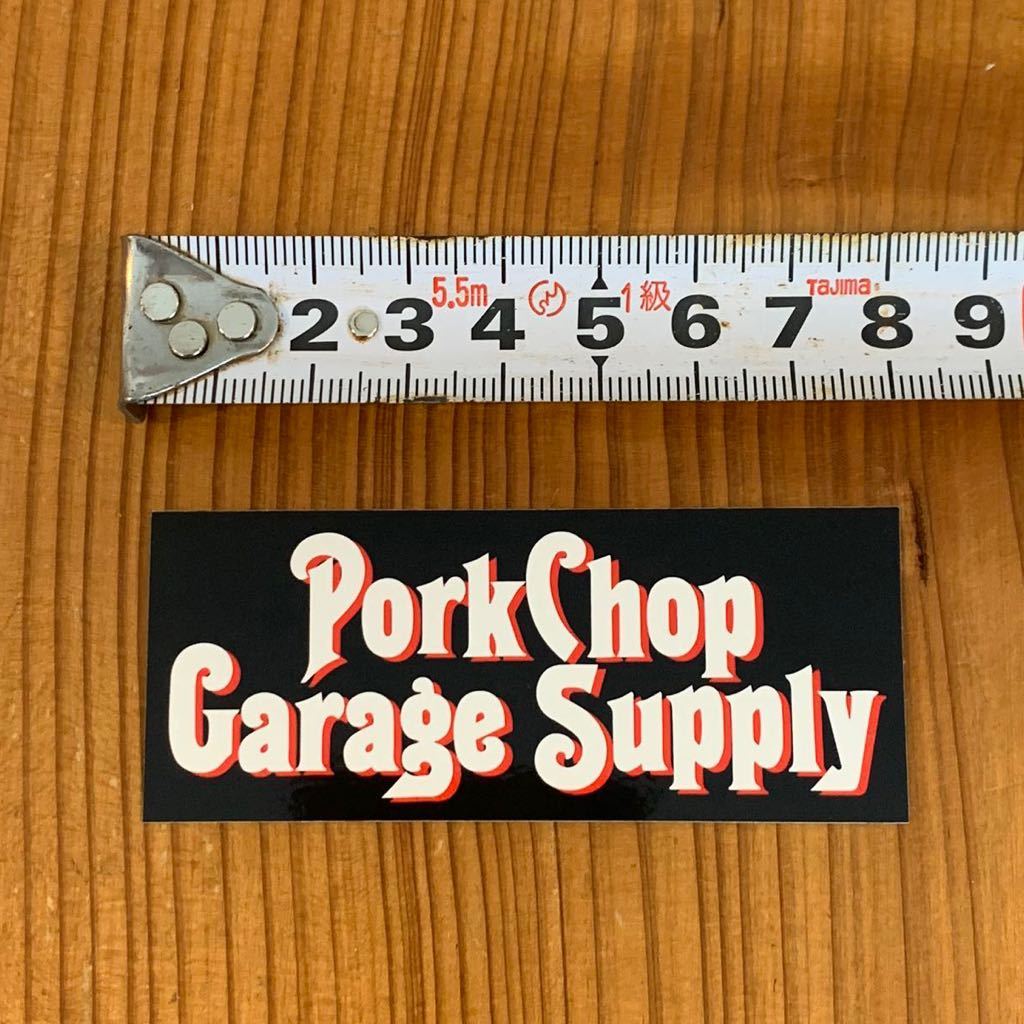 5.5m 1級 Tajima
2 3 4 5 6 7 8 9
PorkChop
Garage Supply